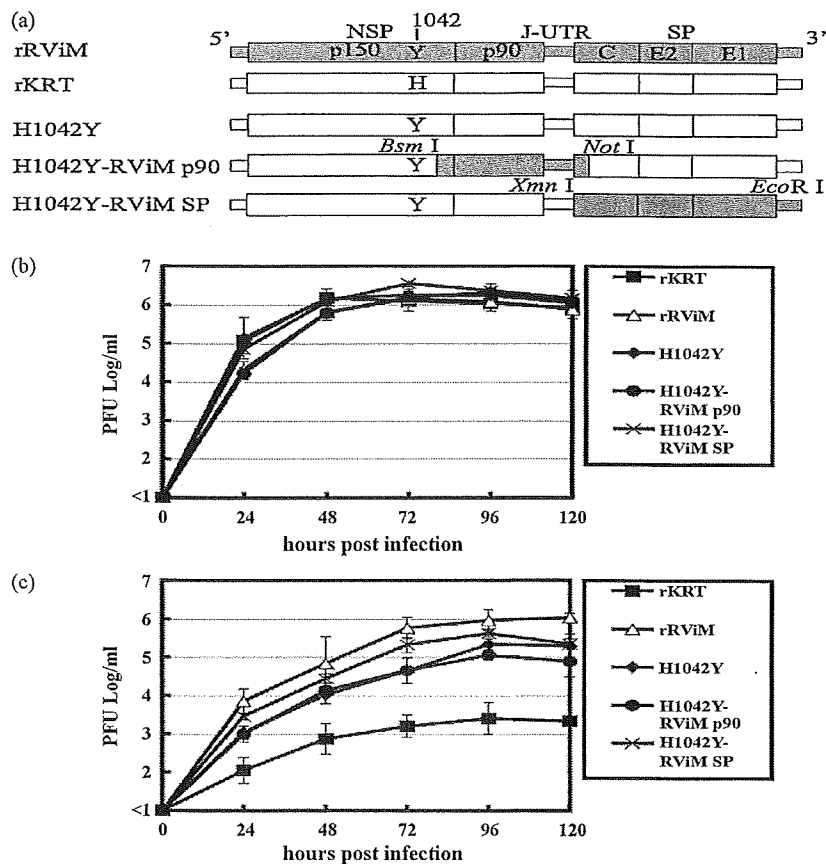 (a)
1042
NSP
J-UTR
SP
5’
3’
rRViM
p150
Y
p90
C
E2
E1
rKRT
H
H1042Y
Y
Bsm I
Not I
H1042Y-RViM p90
Y
Xmn I
EcoR I
H1042Y-RViM SP
Y
(b)
7
6
5
4
3
2
<1
PFU Log/ml
0 24 48 72 96 120
hours post infection
rKRT
rRViM
H1042Y
H1042Y-
RViM p90
H1042Y-
RViM SP
(c)
7
6
5
4
3
2
<1
PFU Log/ml
0 24 48 72 96 120
hours post infection
rKRT
rRViM
H1042Y
H1042Y-
RViM p90
H1042Y-
RViM SP